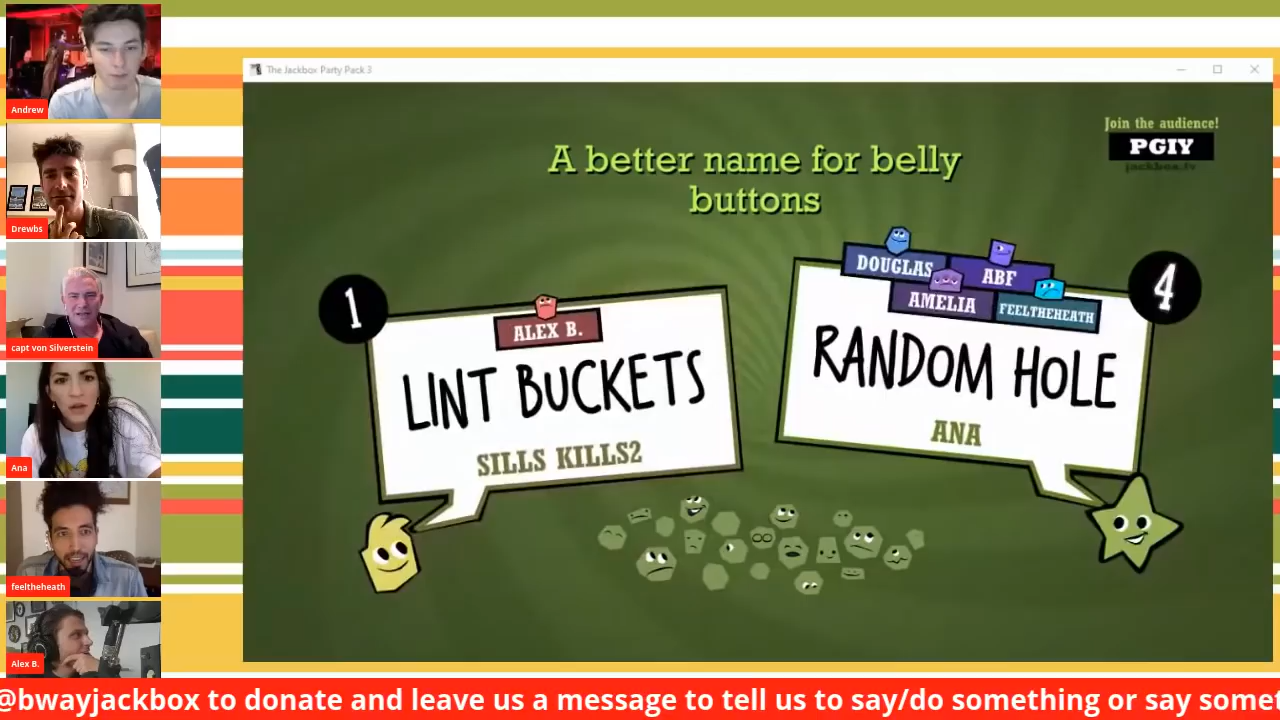 Andrew
Drewbs
capt von Silverstein
Ana
feeltheheath
Alex B.
The Jackbox Party Pack 3
Join the audience!
PGIY
jackbox.tv
A better name for belly
buttons
1
ALEX B.
LINT BUCKETS
SILLS KILLS2
DOUGLAS
ABF
AMELIA
FEELTHEHEATH
4
RANDOM HOLE
ANA
@bwayjackbox to donate and leave us a message to tell us to say/do something or say somet